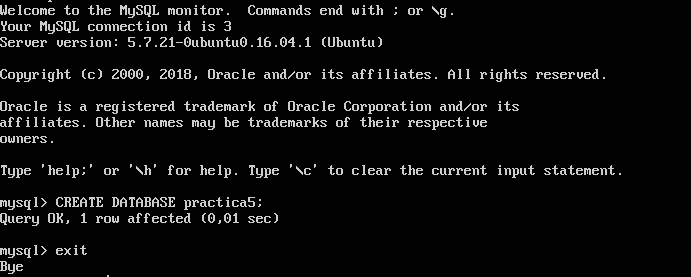 Welcome to the MySQL monitor.  Commands end with ; or \g.
Your MySQL connection id is 3
Server version: 5.7.21-0ubuntu0.16.04.1 (Ubuntu)
Copyright (c) 2000, 2018, Oracle and/or its affiliates. All rights reserved.
Oracle is a registered trademark of Oracle Corporation and/or its
affiliates. Other names may be trademarks of their respective
owners.
Type 'help;' or '\h' for help. Type '\c' to clear the current input statement.
mysql> CREATE DATABASE practica5;
Query OK, 1 row affected (0,01 sec)
mysql> exit
Bye